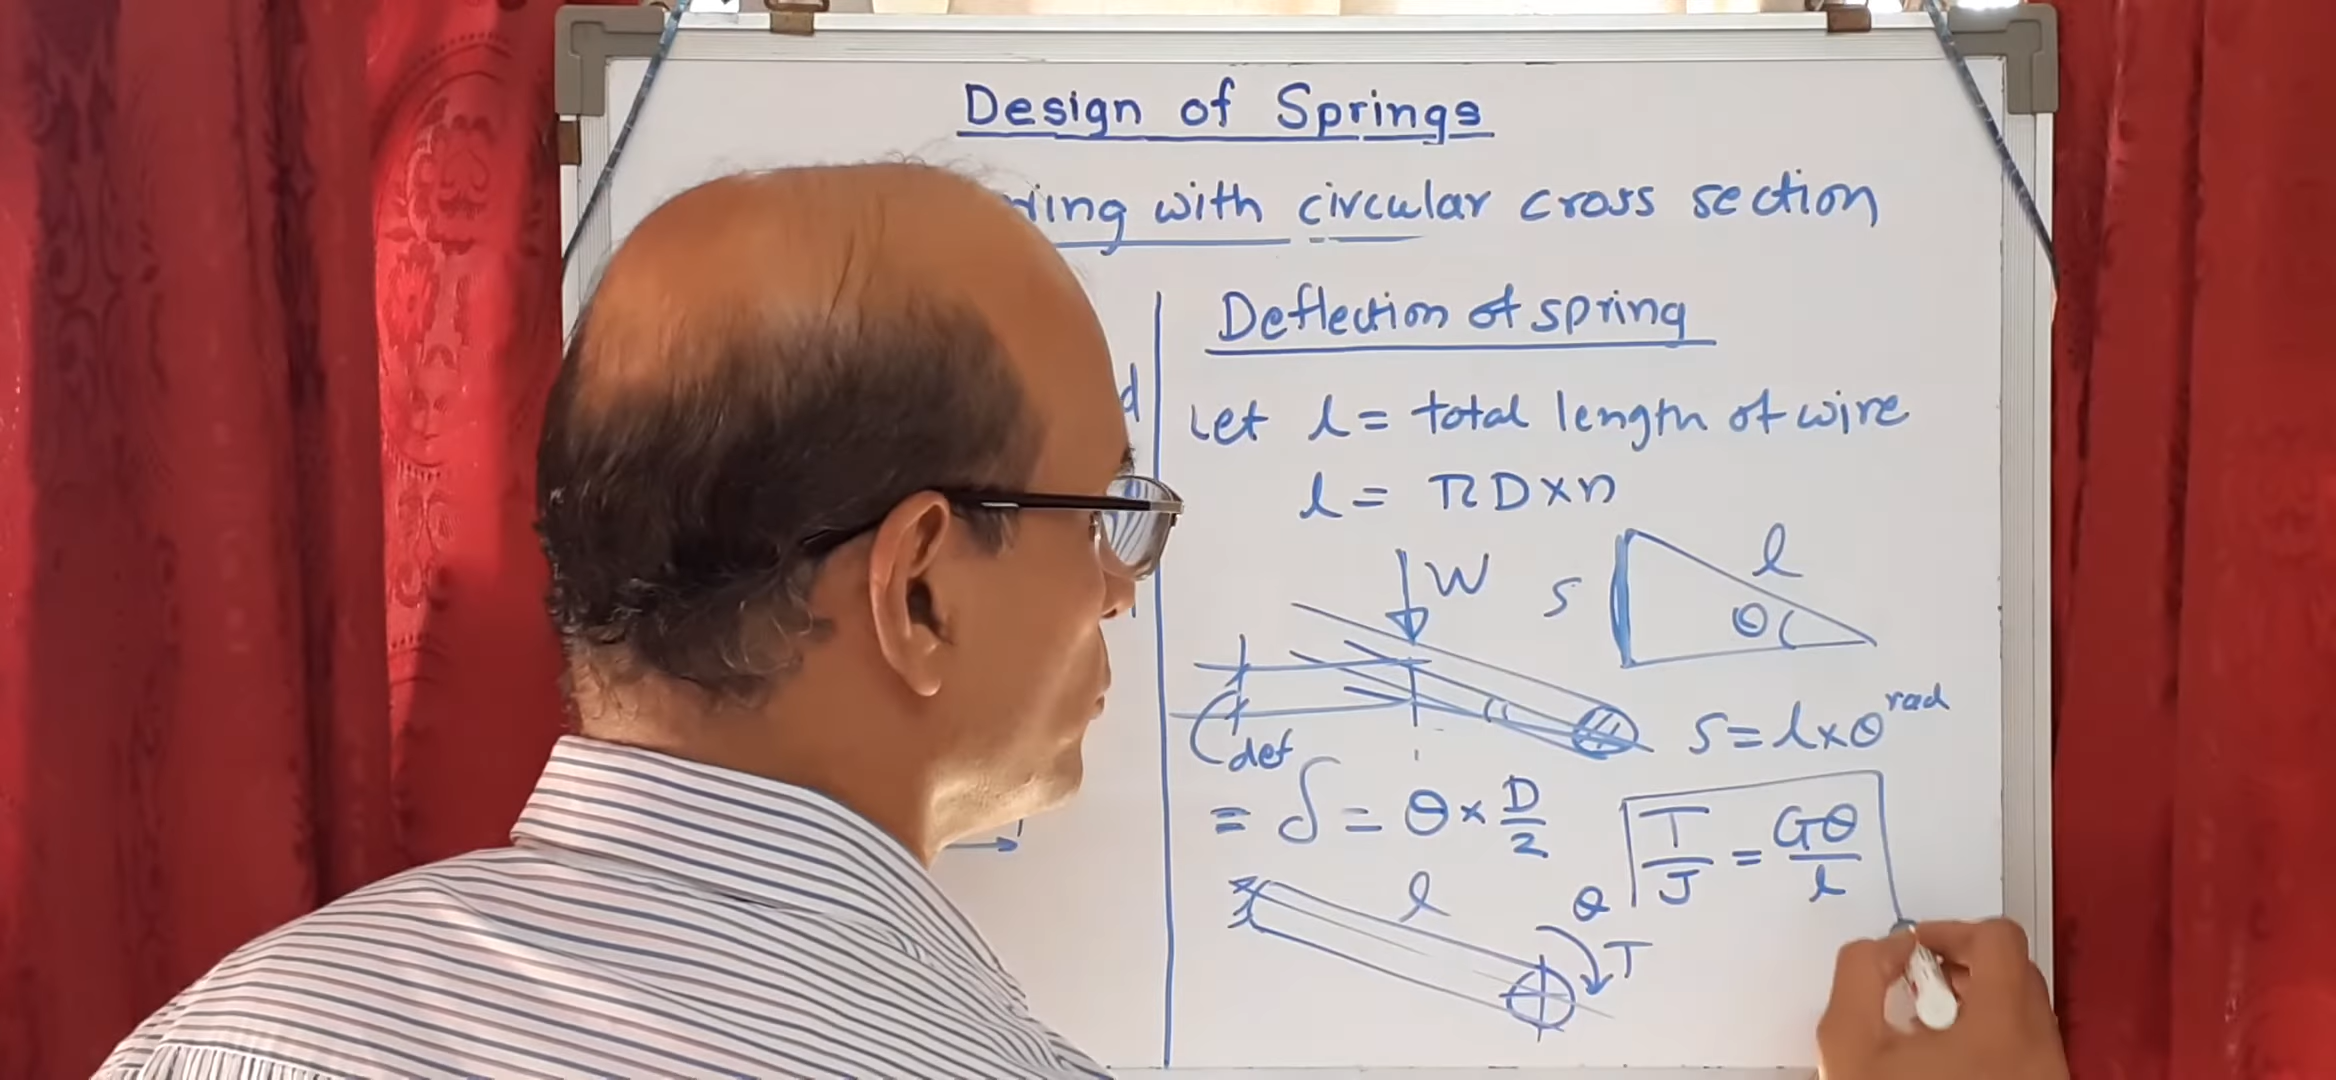 Design of Springs
ring with circular cross section
Deflection of spring
d
Let l = total length of wire
l = πD×n
W
S
l
θ
S = l×θ rad
def
= δ = θ × D/2
T/J = Gθ/l
l
θ
T